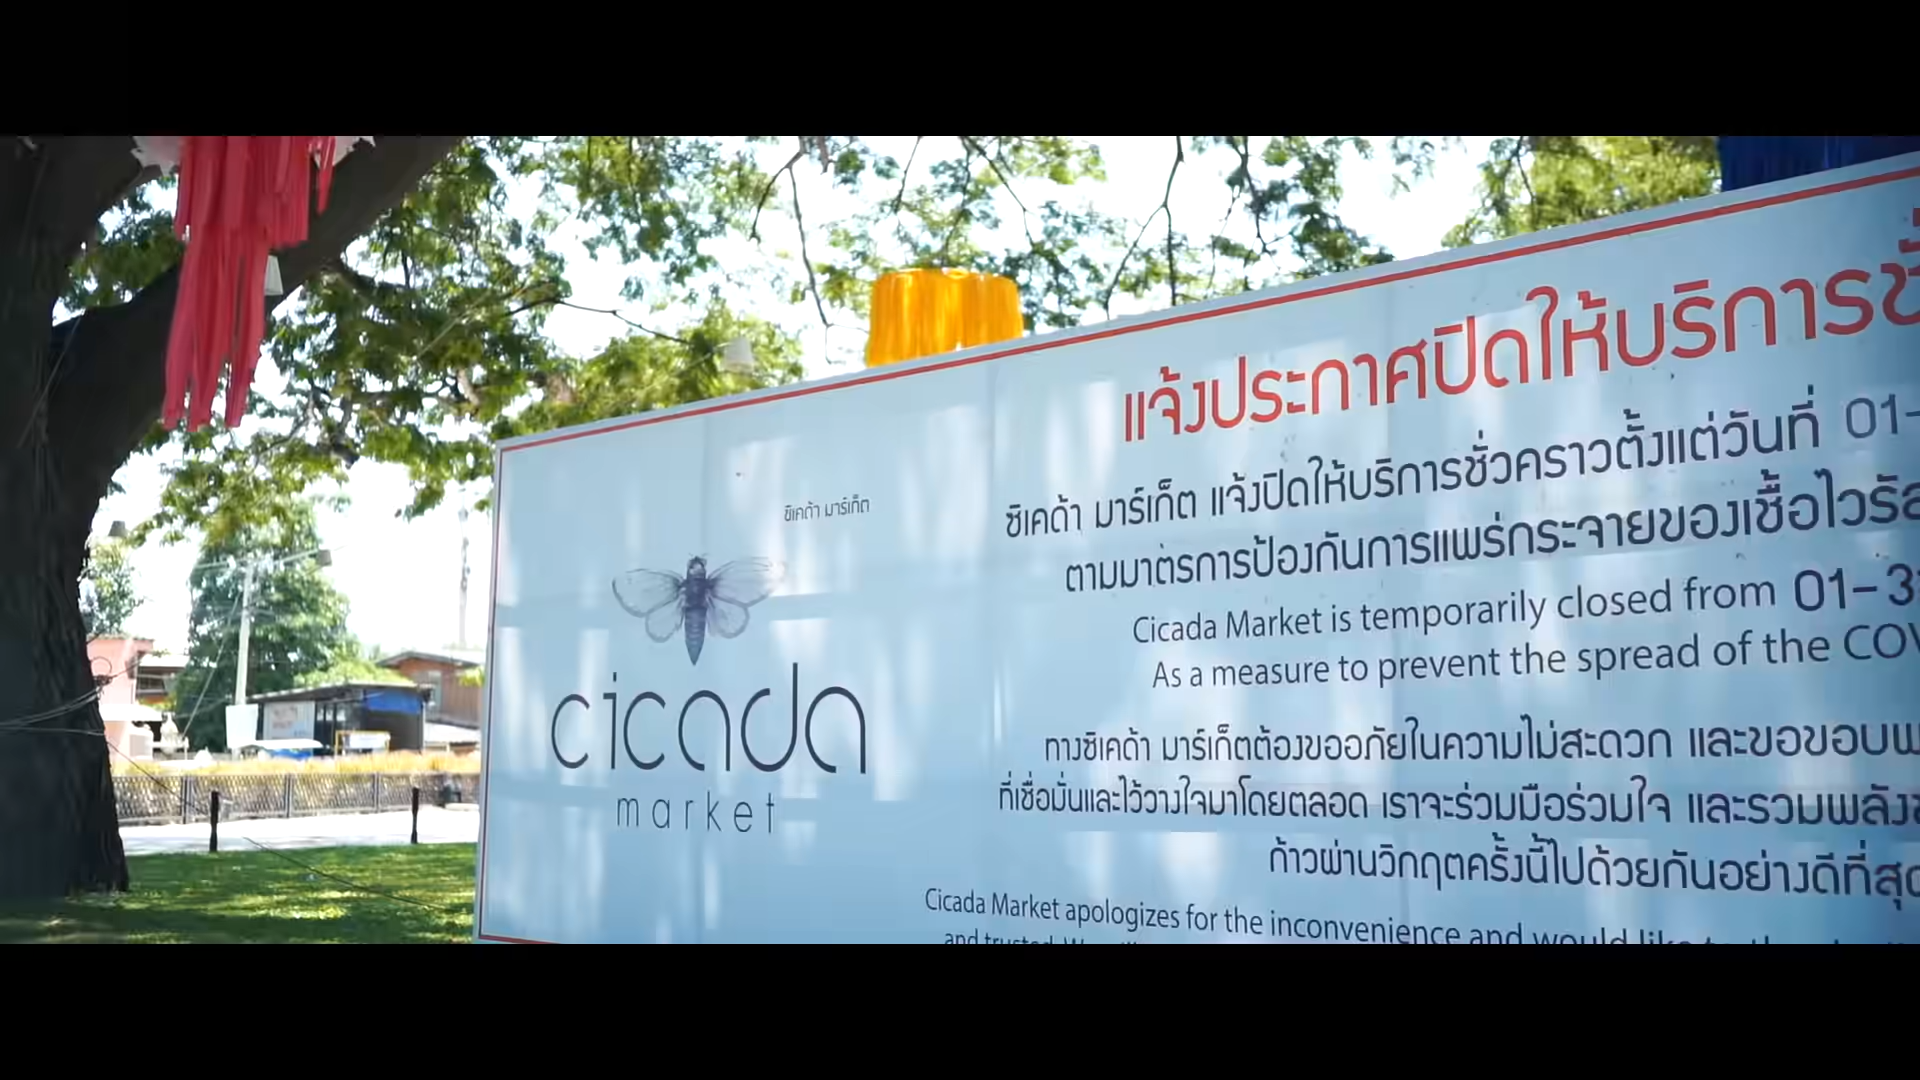 ซิเคด้า มาร์เก็ต
cicada
market
แจ้งประกาศปิดให้บริการ
ซิเคด้า มาร์เก็ต แจ้งปิดให้บริการชั่วคราวตั้งแต่วันที่ 01-
ตามมาตรการป้องกันการแพร่กระจายของเชื้อไวรัส
Cicada Market is temporarily closed from 01-3
As a measure to prevent the spread of the COV
ทางซิเคด้า มาร์เก็ตต้องขออภัยในความไม่สะดวก และขอขอบพ
ที่เชื่อมั่นและไว้วางใจมาโดยตลอด เราจะร่วมมือร่วมใจ และรวมพลัง
ก้าวผ่านวิกฤตครั้งนี้ไปด้วยกันอย่างดีที่สุด
Cicada Market apologizes for the inconvenience and would like
and trusted